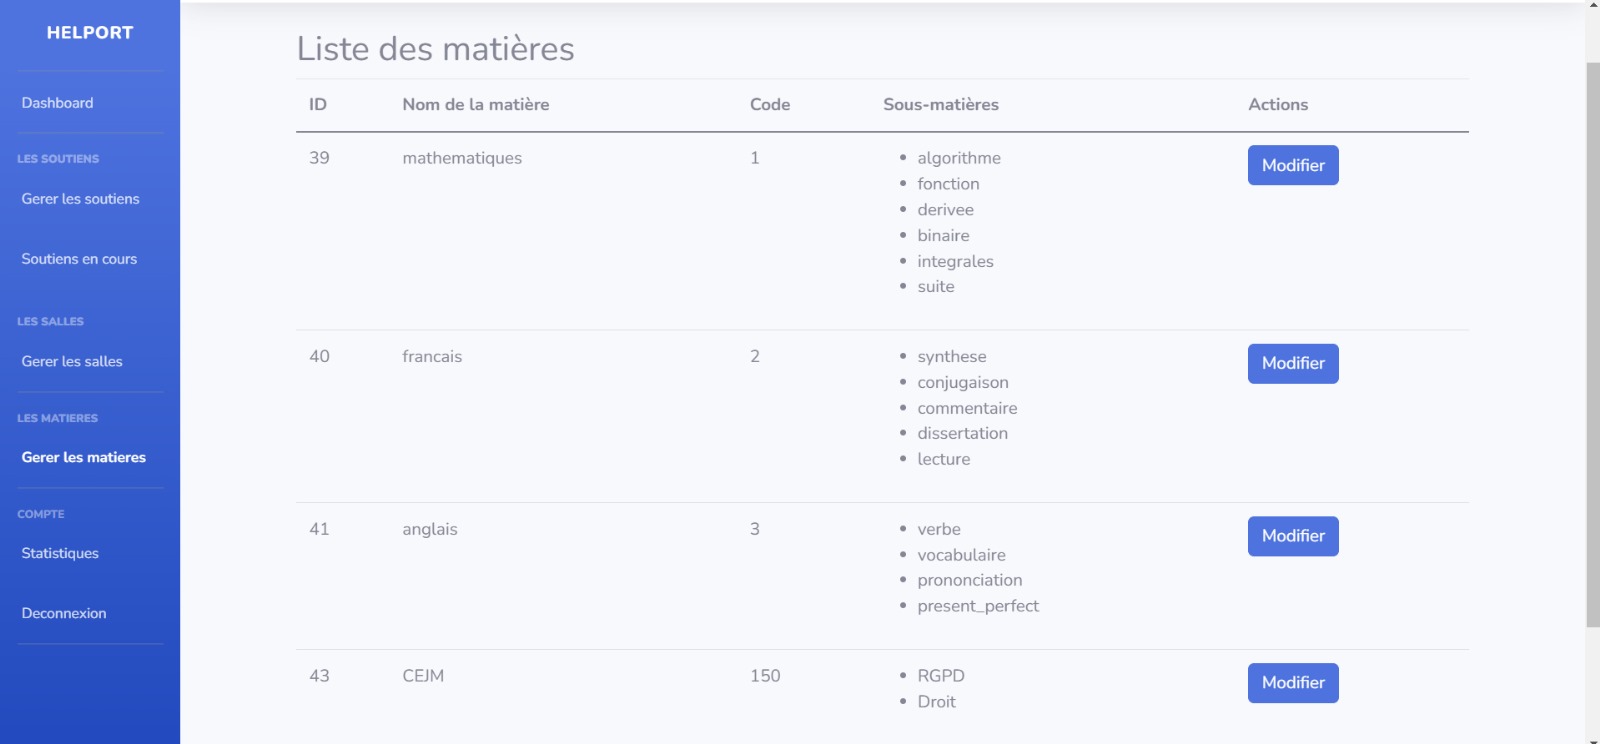 HELPORT
Dashboard
LES SOUTIENS
Gerer les soutiens
Soutiens en cours
LES SALLES
Gerer les salles
LES MATIERES
Gerer les matieres
COMPTE
Statistiques
Deconnexion
Liste des matières
ID Nom de la matière Code Sous-matières Actions
39 mathematiques 1 algorithme Modifier
fonction
derivee
binaire
integrales
suite
40 francais 2 synthese Modifier
conjugaison
commentaire
dissertation
lecture
41 anglais 3 verbe Modifier
vocabulaire
prononciation
present_perfect
43 CEJM 150 RGPD Modifier
Droit